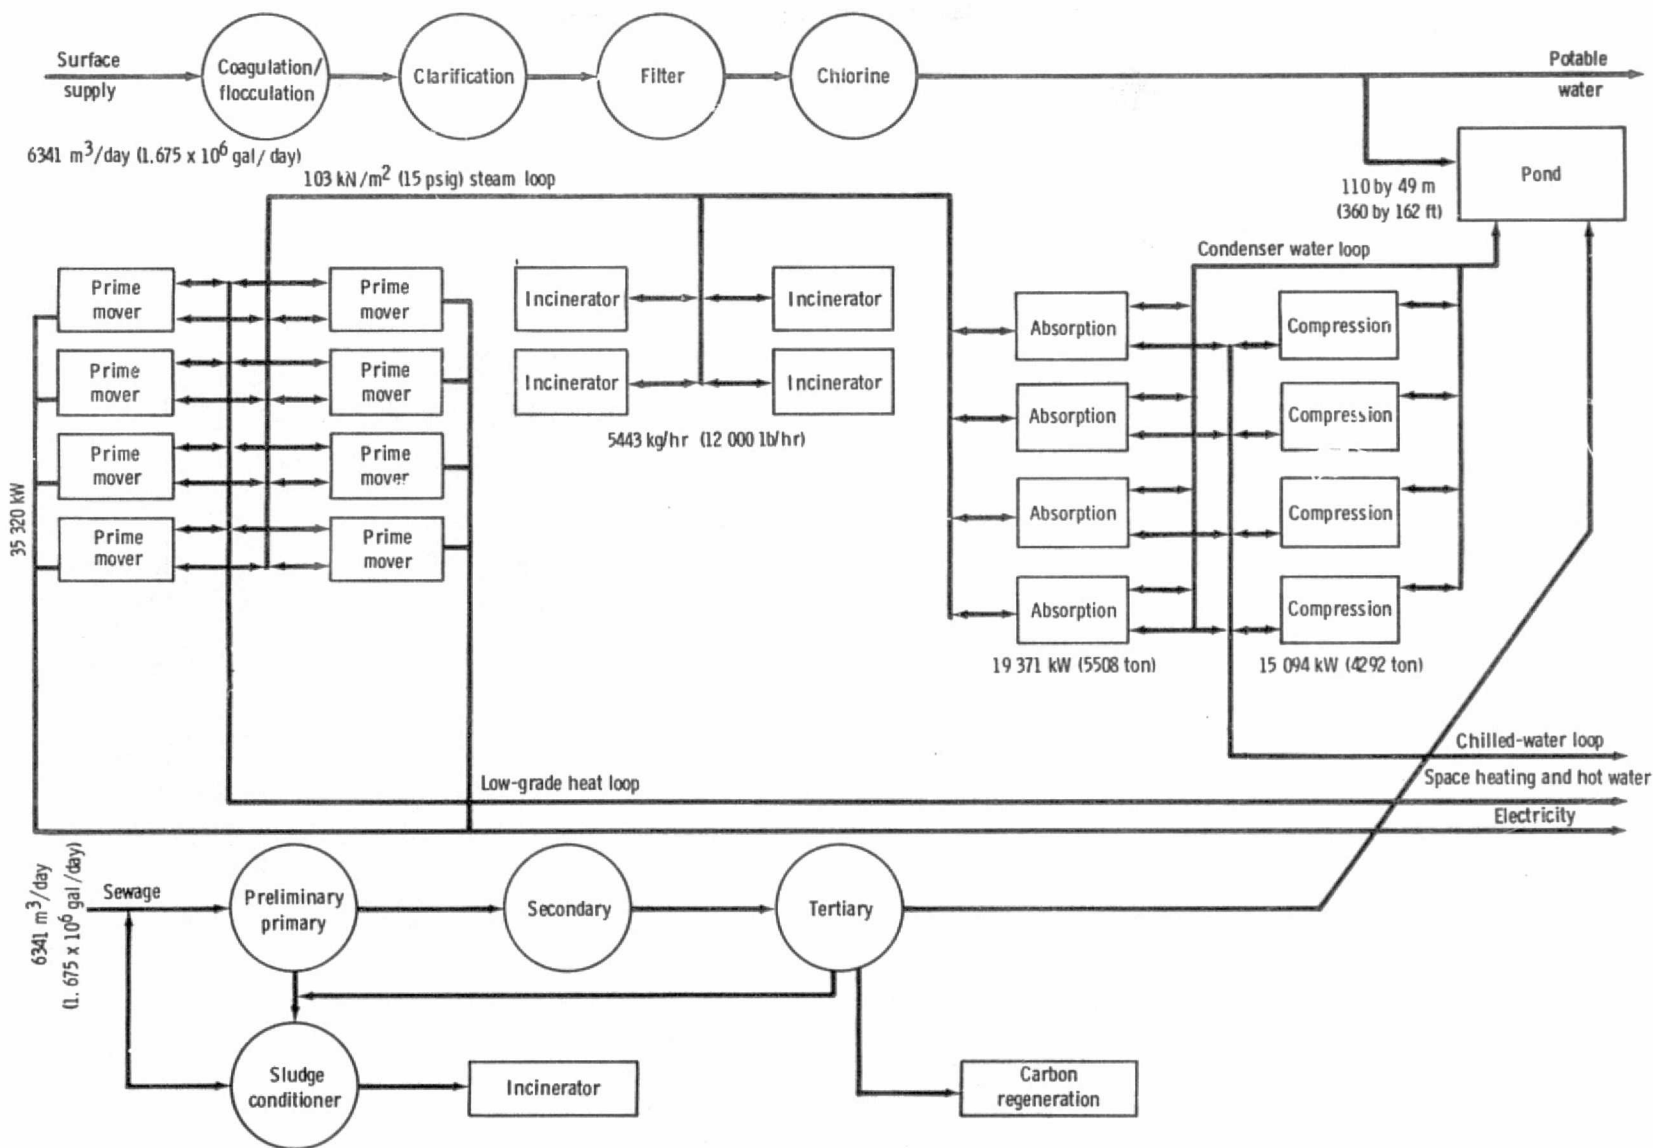 Surface
supply
Coagulation/
flocculation
Clarification
Filter
Chlorine
Potable
water
6341 m³/day (1.675 x 10⁶ gal/day)
103 kN/m² (15 psig) steam loop
110 by 49 m
(360 by 162 ft)
Pond
Condenser water loop
Prime
mover
Prime
mover
Incinerator
Incinerator
Absorption
Compression
Prime
mover
Prime
mover
Incinerator
Incinerator
Absorption
Compression
5443 kg/hr (12 000 lb/hr)
Prime
mover
Prime
mover
Absorption
Compression
35 320 kW
Prime
mover
Prime
mover
Absorption
Compression
19 371 kW (5508 ton)
15 094 kW (4292 ton)
Chilled-water loop
Low-grade heat loop
Space heating and hot water
Electricity
6341 m³/day
(1. 675 x 10⁶ gal/day)
Sewage
Preliminary
primary
Secondary
Tertiary
Sludge
conditioner
Incinerator
Carbon
regeneration